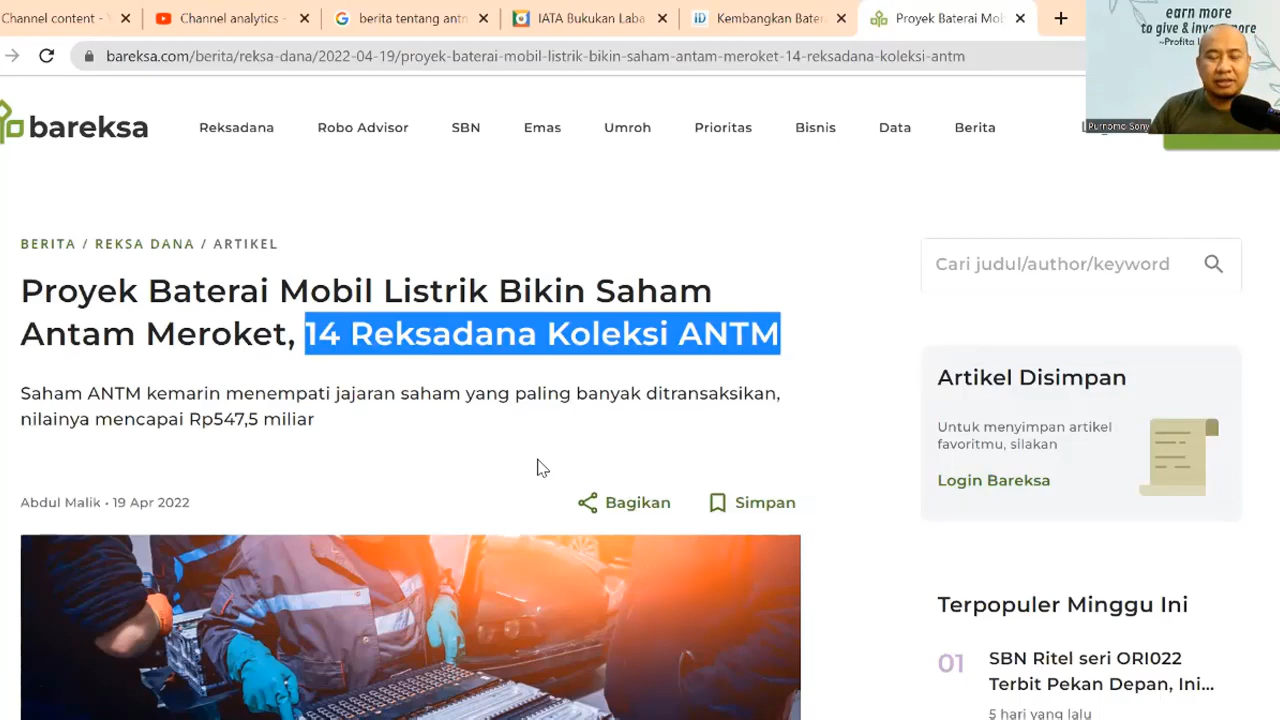 Channel content -
Channel analytics -
berita tentang antn
IATA Bukukan Laba
iD
Kembangkan Bater
Proyek Baterai Mol
bareksa.com/berita/reksa-dana/2022-04-19/proyek-baterai-mobil-listrik-bikin-saham-antam-meroket-14-reksadana-koleksi-antm
earn more
to give & invest more
~Profita
Purnomo Sony
bareksa
Reksadana
Robo Advisor
SBN
Emas
Umroh
Prioritas
Bisnis
Data
Berita
BERITA / REKSA DANA / ARTIKEL
Proyek Baterai Mobil Listrik Bikin Saham
Antam Meroket, 14 Reksadana Koleksi ANTM
Saham ANTM kemarin menempati jajaran saham yang paling banyak ditransaksikan,
nilainya mencapai Rp547,5 miliar
Abdul Malik • 19 Apr 2022
Bagikan
Simpan
Cari judul/author/keyword
Artikel Disimpan
Untuk menyimpan artikel
favoritmu, silakan
Login Bareksa
Terpopuler Minggu Ini
01
SBN Ritel seri ORI022
Terbit Pekan Depan, Ini...
5 hari yang lalu